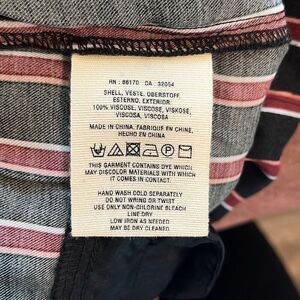 RN : 86170 CA : 32054
SHELL, VESTE, OBERSTOFF,
ESTERNO, EXTERIOR:
100% VISCOSE, VISCOSE, VISKOSE,
VISCOSA, VISCOSA
MADE IN CHINA, FABRIQUE EN CHINE,
HECHO EN CHINA
THIS GARMENT CONTAINS DYE WHICH
MAY DISCOLOR MATERIALS WITH WHICH
IT COMES IN CONTACT.
HAND WASH COLD SEPARATELY
DO NOT WRING OR TWIST
USE ONLY NON-CHLORINE BLEACH
LINE DRY
LOW IRON AS NEEDED
MAY BE DRY CLEANED